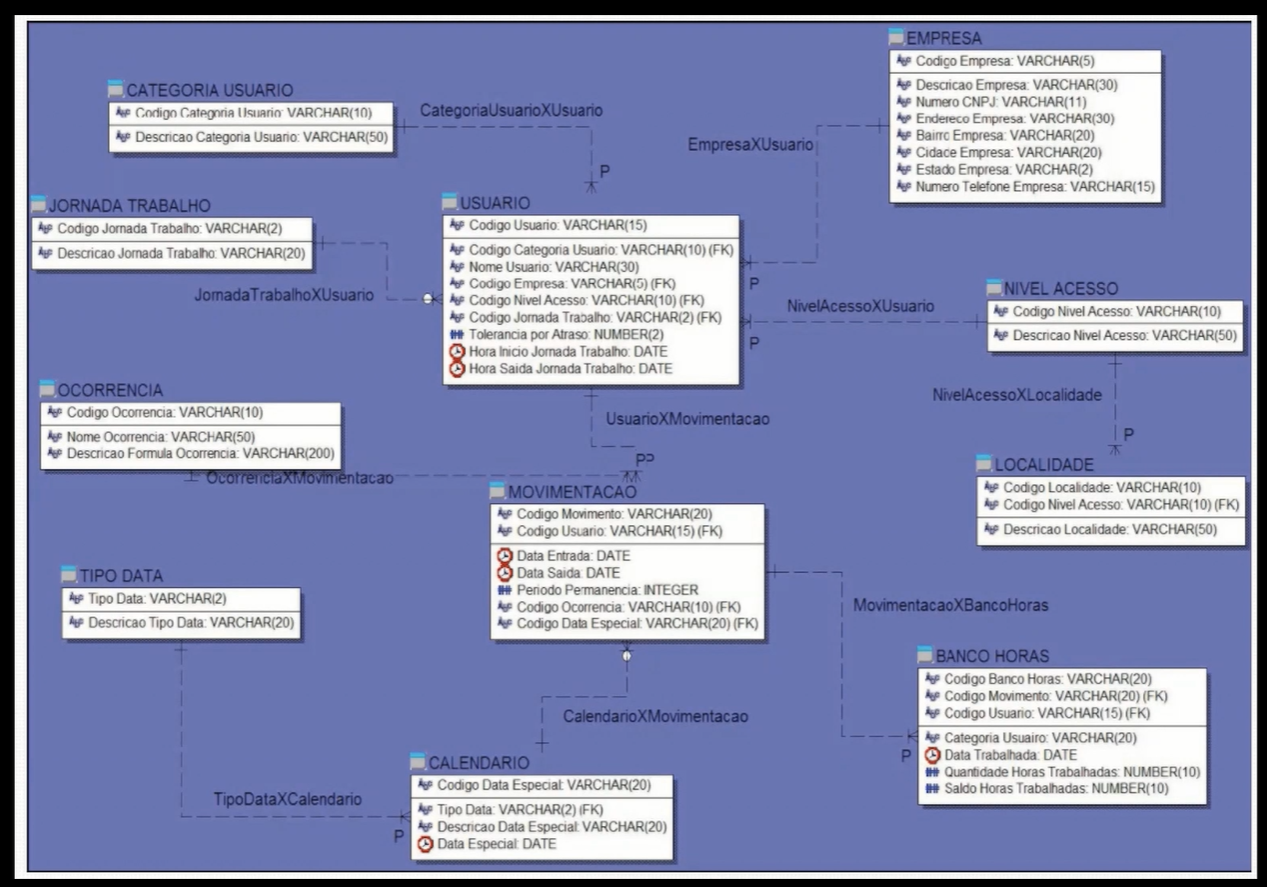 EMPRESA
Codigo Empresa: VARCHAR(5)
Descricao Empresa: VARCHAR(30)
Numero CNPJ: VARCHAR(11)
Endereco Empresa: VARCHAR(30)
Bairro Empresa: VARCHAR(20)
Cidade Empresa: VARCHAR(20)
Estado Empresa: VARCHAR(2)
Numero Telefone Empresa: VARCHAR(15)
CATEGORIA USUARIO
Codigo Categoria Usuario: VARCHAR(10)
Descricao Categoria Usuario: VARCHAR(50)
CategoriaUsuarioXUsuario
P
EmpresaXUsuario
P
JORNADA TRABALHO
Codigo Jornada Trabalho: VARCHAR(2)
Descricao Jornada Trabalho: VARCHAR(20)
JornadaTrabalhoXUsuario
USUARIO
Codigo Usuario: VARCHAR(15)
Codigo Categoria Usuario: VARCHAR(10) (FK)
Nome Usuario: VARCHAR(30)
Codigo Empresa: VARCHAR(5) (FK)
Codigo Nivel Acesso: VARCHAR(10) (FK)
Codigo Jornada Trabalho: VARCHAR(2) (FK)
Tolerancia por Atraso: NUMBER(2)
Hora Inicio Jornada Trabalho: DATE
Hora Saida Jornada Trabalho: DATE
NivelAcessoXUsuario
P
NIVEL ACESSO
Codigo Nivel Acesso: VARCHAR(10)
Descricao Nivel Acesso: VARCHAR(50)
NivelAcessoXLocalidade
P
OCORRENCIA
Codigo Ocorrencia: VARCHAR(10)
Nome Ocorrencia: VARCHAR(50)
Descricao Formula Ocorrencia: VARCHAR(200)
OcorrenciaXMovimentacao
UsuarioXMovimentacao
PP
LOCALIDADE
Codigo Localidade: VARCHAR(10)
Codigo Nivel Acesso: VARCHAR(10) (FK)
Descricao Localidade: VARCHAR(50)
MOVIMENTACAO
Codigo Movimento: VARCHAR(20)
Codigo Usuario: VARCHAR(15) (FK)
Data Entrada: DATE
Data Saida: DATE
Periodo Permanencia: INTEGER
Codigo Ocorrencia: VARCHAR(10) (FK)
Codigo Data Especial: VARCHAR(20) (FK)
TIPO DATA
Tipo Data: VARCHAR(2)
Descricao Tipo Data: VARCHAR(20)
MovimentacaoXBancoHoras
P
BANCO HORAS
Codigo Banco Horas: VARCHAR(20)
Codigo Movimento: VARCHAR(20) (FK)
Codigo Usuario: VARCHAR(15) (FK)
Categoria Usuairo: VARCHAR(20)
Data Trabalhada: DATE
Quantidade Horas Trabalhadas: NUMBER(10)
Saldo Horas Trabalhadas: NUMBER(10)
CalendarioXMovimentacao
TipoDataXCalendario
P
CALENDARIO
Codigo Data Especial: VARCHAR(20)
Tipo Data: VARCHAR(2) (FK)
Descricao Data Especial: VARCHAR(20)
Data Especial: DATE